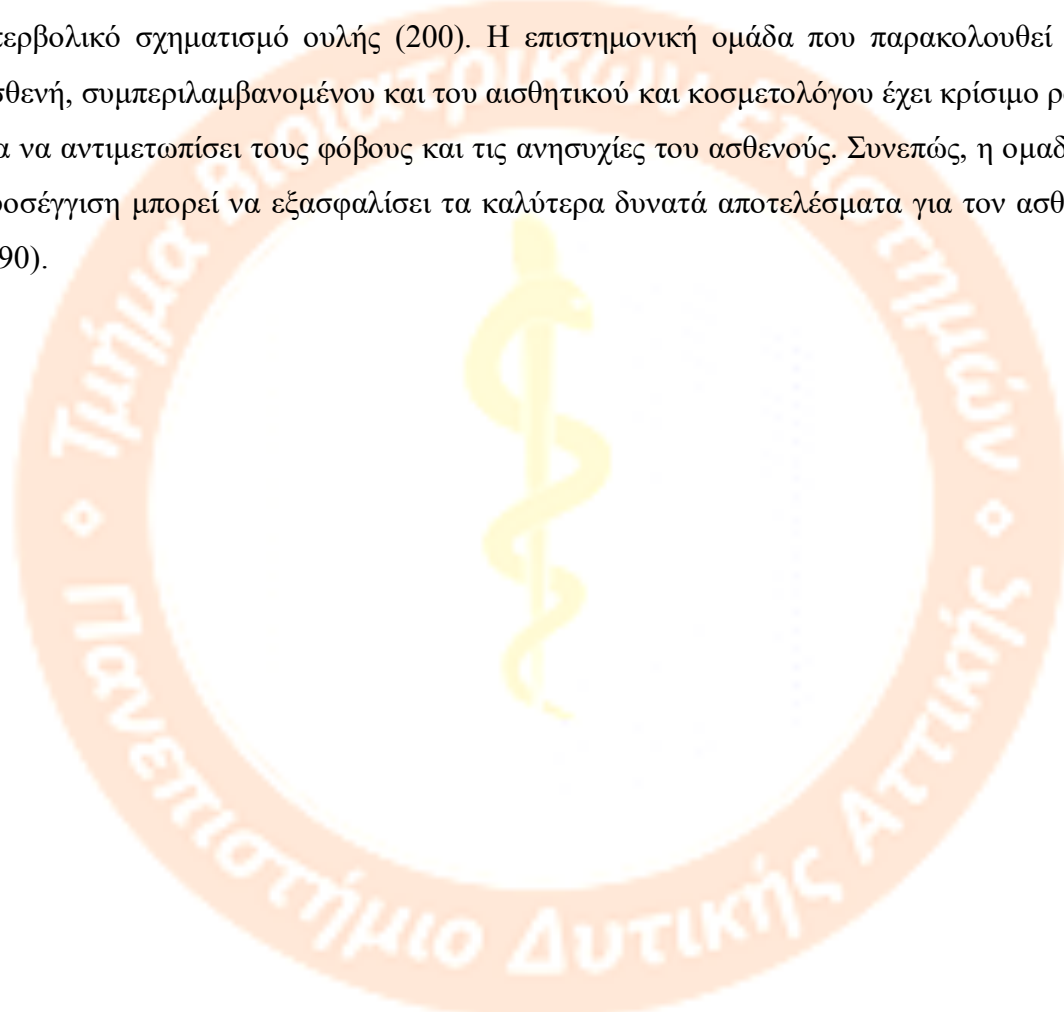 τερβολικό σχηματισμό ουλής (200). Η επιστημονική ομάδα που παρακολουθεί
σθενή, συμπεριλαμβανομένου και του αισθητικού και κοσμετολόγου έχει κρίσιμο ρ
α να αντιμετωπίσει τους φόβους και τις ανησυχίες του ασθενούς. Συνεπώς, η ομαδ
οσέγγιση μπορεί να εξασφαλίσει τα καλύτερα δυνατά αποτελέσματα για τον ασθ
90).
Τμήμα Βιοϊατρικών Επιστημών
Πανεπιστήμιο Δυτικής Αττικής